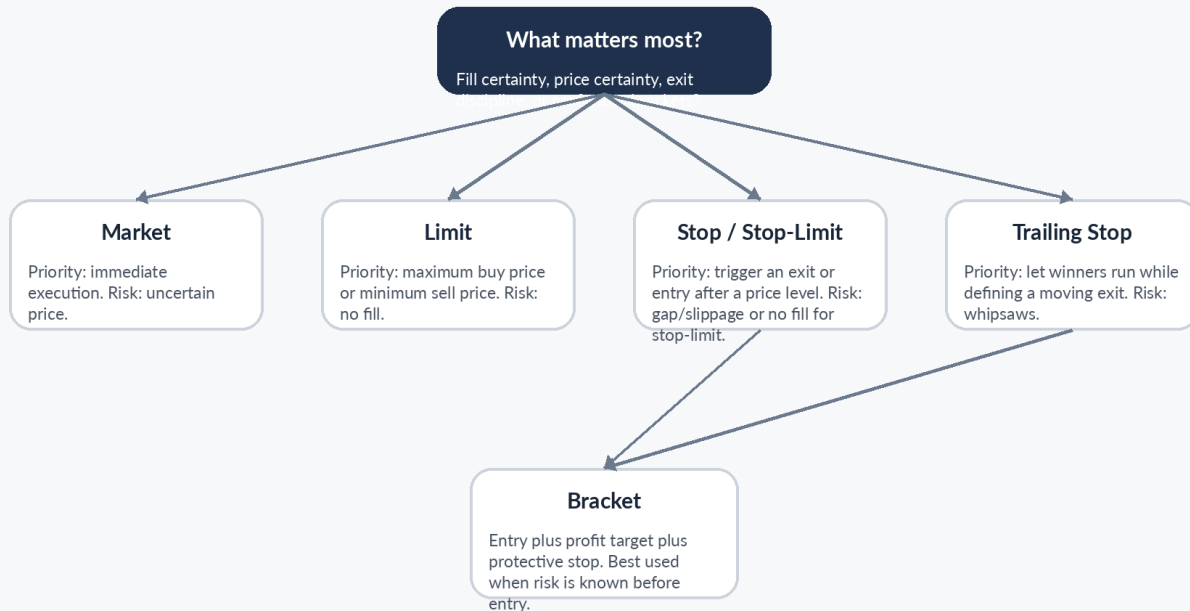 What matters most?
Fill certainty, price certainty, exit
discipline
Market
Priority: immediate
execution. Risk: uncertain
price.
Limit
Priority: maximum buy price
or minimum sell price. Risk:
no fill.
Stop / Stop-Limit
Priority: trigger an exit or
entry after a price level. Risk:
gap/slippage or no fill for
stop-limit.
Trailing Stop
Priority: let winners run while
defining a moving exit. Risk:
whipsaws.
Bracket
Entry plus profit target plus
protective stop. Best used
when risk is known before
entry.